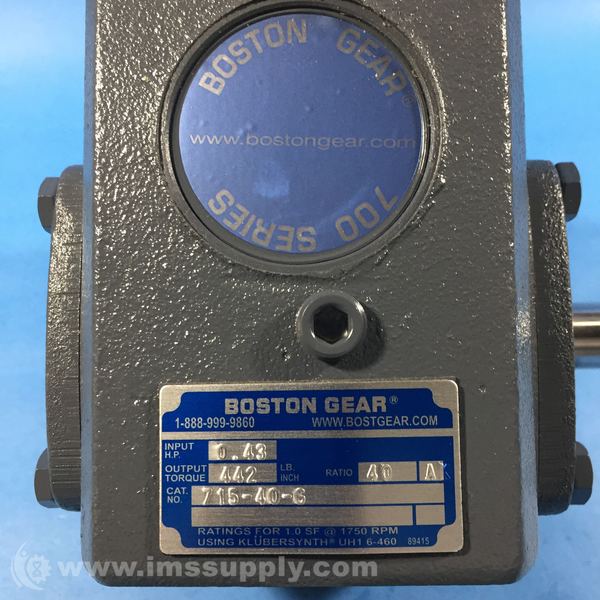 BOSTON GEAR®
www.bostongear.com
700 SERIES
BOSTON GEAR®
1-888-999-9860 WWW.BOSTGEAR.COM
INPUT H.P. 0.43
OUTPUT TORQUE 442 LB. INCH RATIO 40 A
CAT. NO. 715-40-G
RATINGS FOR 1.0 SF @ 1750 RPM
USING KLÜBERSYNTH® UH1 6-460 89415
© www.imssupply.com